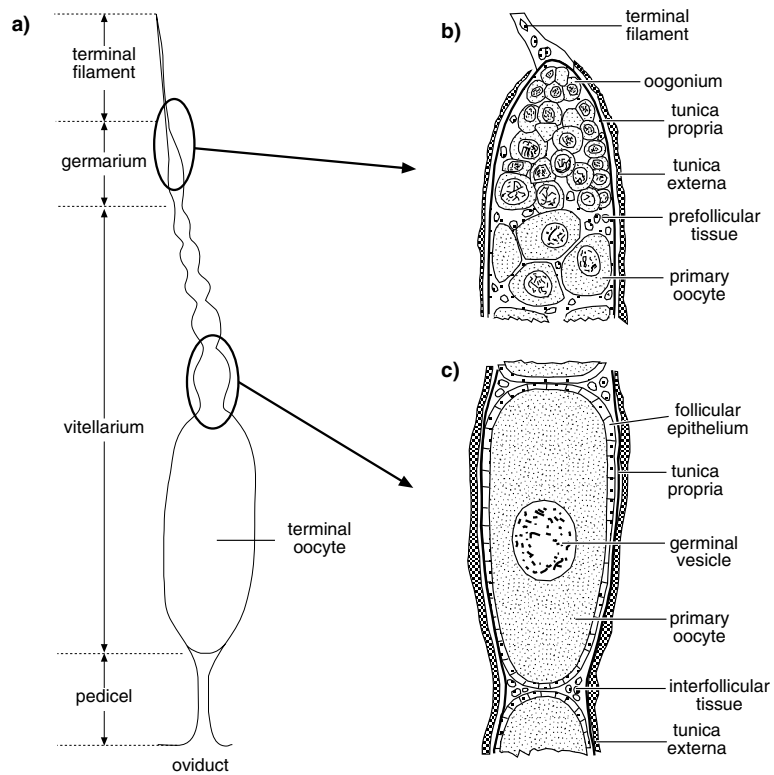 a)
terminal
filament
germarium
vitellarium
terminal
oocyte
pedicel
oviduct
b)
terminal
filament
oogonium
tunica
propria
tunica
externa
prefollicular
tissue
primary
oocyte
c)
follicular
epithelium
tunica
propria
germinal
vesicle
primary
oocyte
interfollicular
tissue
tunica
externa